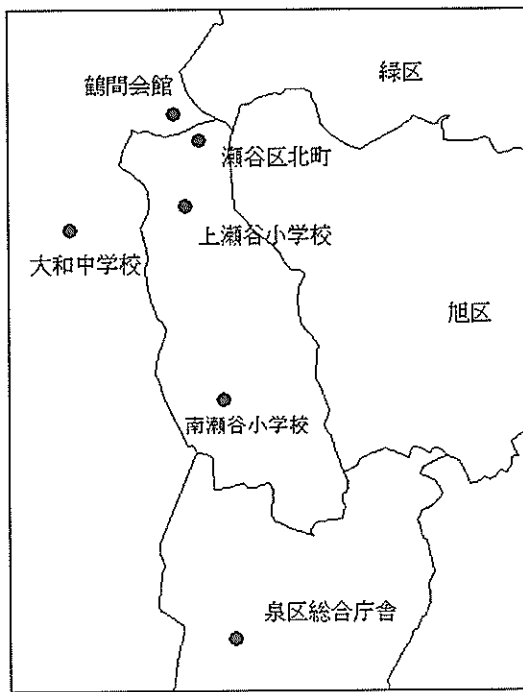 緑区
鶴間会館
瀬谷区北町
上瀬谷小学校
大和中学校
旭区
南瀬谷小学校
泉区総合庁舎